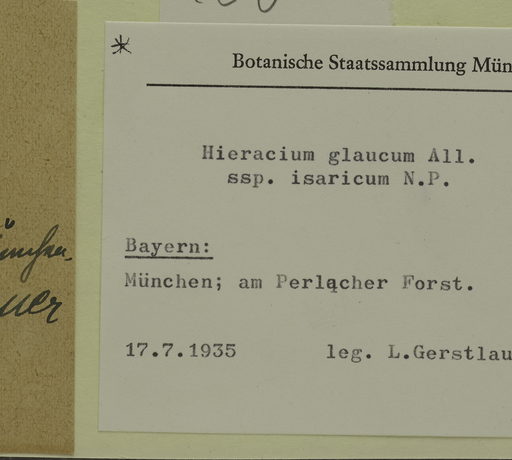 *
Botanische Staatssammlung Mün
Hieracium glaucum All.
ssp. isaricum N.P.
Bayern:
München; am Perlacher Forst.
17.7.1935 leg. L.Gerstlau